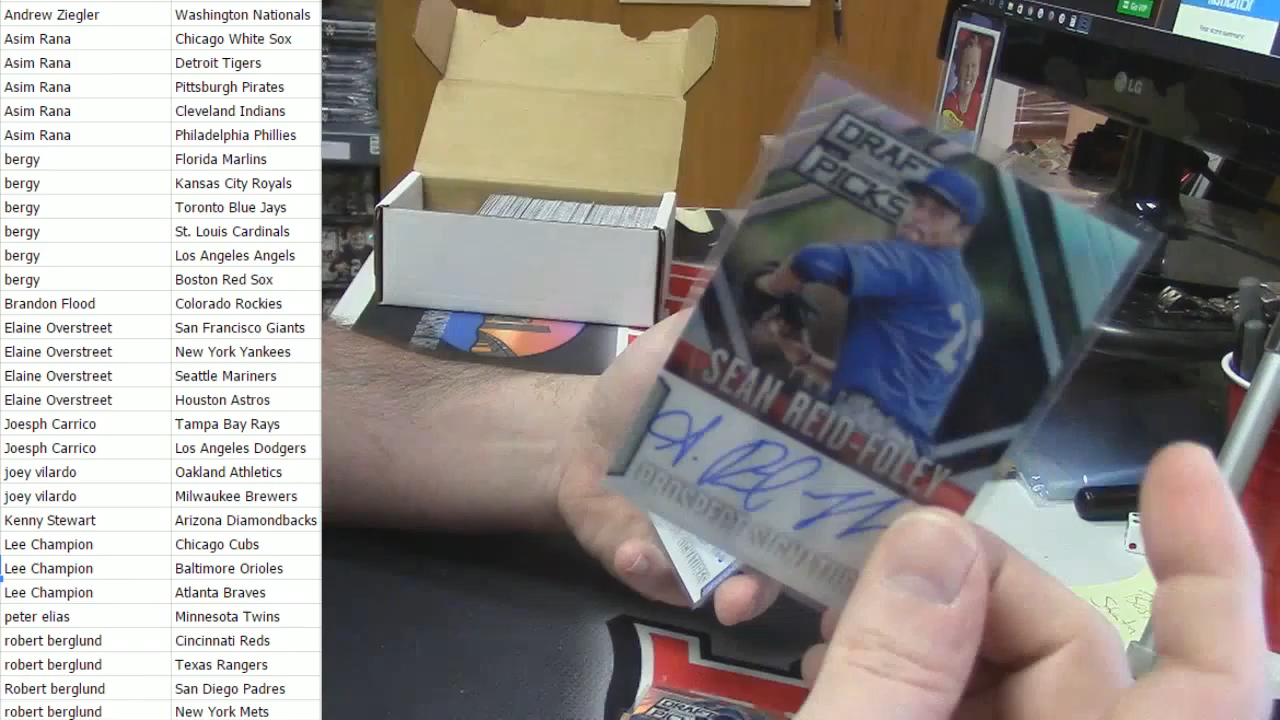 Andrew Ziegler Washington Nationals
Asim Rana Chicago White Sox
Asim Rana Detroit Tigers
Asim Rana Pittsburgh Pirates
Asim Rana Cleveland Indians
Asim Rana Philadelphia Phillies
bergy Florida Marlins
bergy Kansas City Royals
bergy Toronto Blue Jays
bergy St. Louis Cardinals
bergy Los Angeles Angels
bergy Boston Red Sox
Brandon Flood Colorado Rockies
Elaine Overstreet San Francisco Giants
Elaine Overstreet New York Yankees
Elaine Overstreet Seattle Mariners
Elaine Overstreet Houston Astros
Joesph Carrico Tampa Bay Rays
Joesph Carrico Los Angeles Dodgers
joey vilardo Oakland Athletics
joey vilardo Milwaukee Brewers
Kenny Stewart Arizona Diamondbacks
Lee Champion Chicago Cubs
Lee Champion Baltimore Orioles
Lee Champion Atlanta Braves
peter elias Minnesota Twins
robert berglund Cincinnati Reds
robert berglund Texas Rangers
Robert berglund San Diego Padres
robert berglund New York Mets
DRAFT
PICKS
SEAN REID-FOLEY
PROSPECT
LG
Go VIP
DRAFT